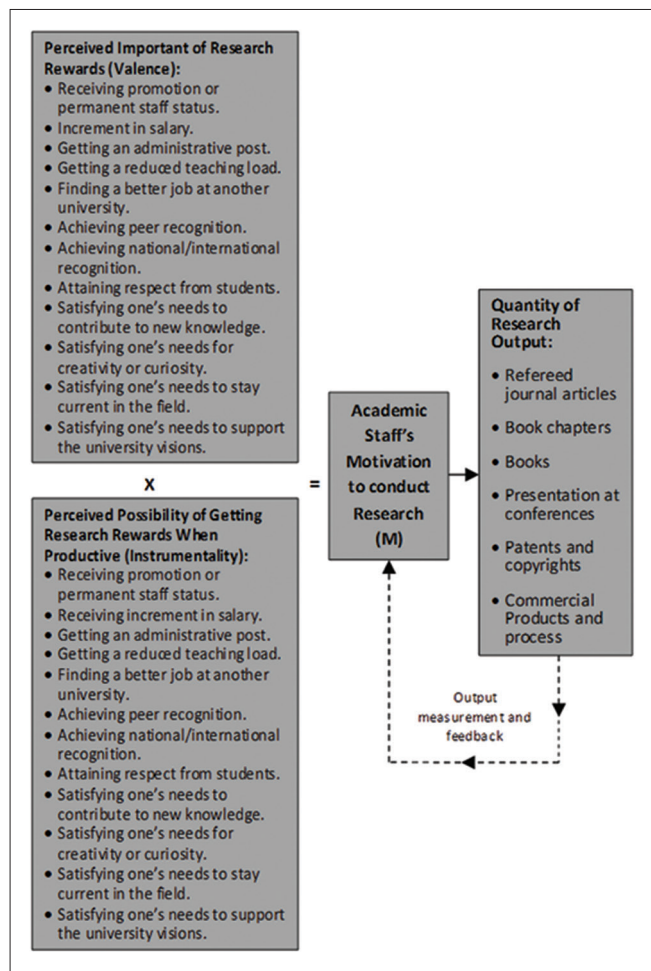 Perceived Important of Research
Rewards (Valence):
• Receiving promotion or
permanent staff status.
• Increment in salary.
• Getting an administrative post.
• Getting a reduced teaching load.
• Finding a better job at another
university.
• Achieving peer recognition.
• Achieving national/international
recognition.
• Attaining respect from students.
• Satisfying one's needs to
contribute to new knowledge.
• Satisfying one's needs for
creativity or curiosity.
• Satisfying one's needs to stay
current in the field.
• Satisfying one's needs to support
the university visions.
X
Perceived Possibility of Getting
Research Rewards When
Productive (Instrumentality):
• Receiving promotion or
permanent staff status.
• Receiving increment in salary.
• Getting an administrative post.
• Getting a reduced teaching load.
• Finding a better job at another
university.
• Achieving peer recognition.
• Achieving national/international
recognition.
• Attaining respect from students.
• Satisfying one's needs to
contribute to new knowledge.
• Satisfying one's needs for
creativity or curiosity.
• Satisfying one's needs to stay
current in the field.
• Satisfying one's needs to support
the university visions.
=
Academic
Staff's
Motivation
to conduct
Research
(M)
Quantity of
Research
Output:
• Refereed
journal articles
• Book chapters
• Books
• Presentation at
conferences
• Patents and
copyrights
• Commercial
Products and
process
Output
measurement and
feedback